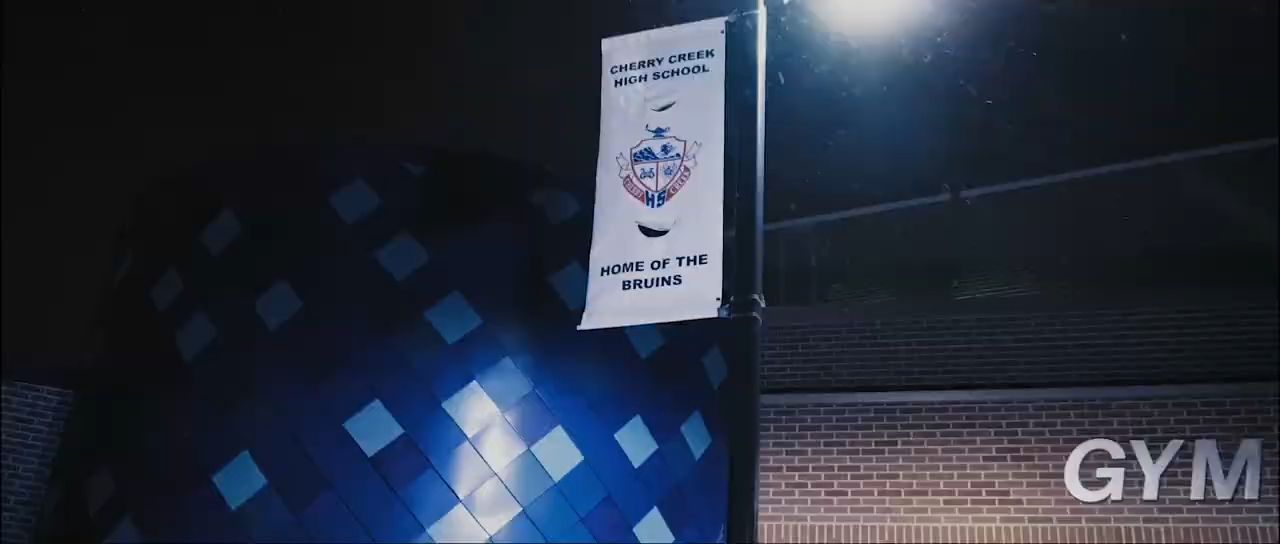 CHERRY CREEK
HIGH SCHOOL
HS
HOME OF THE
BRUINS
GYM